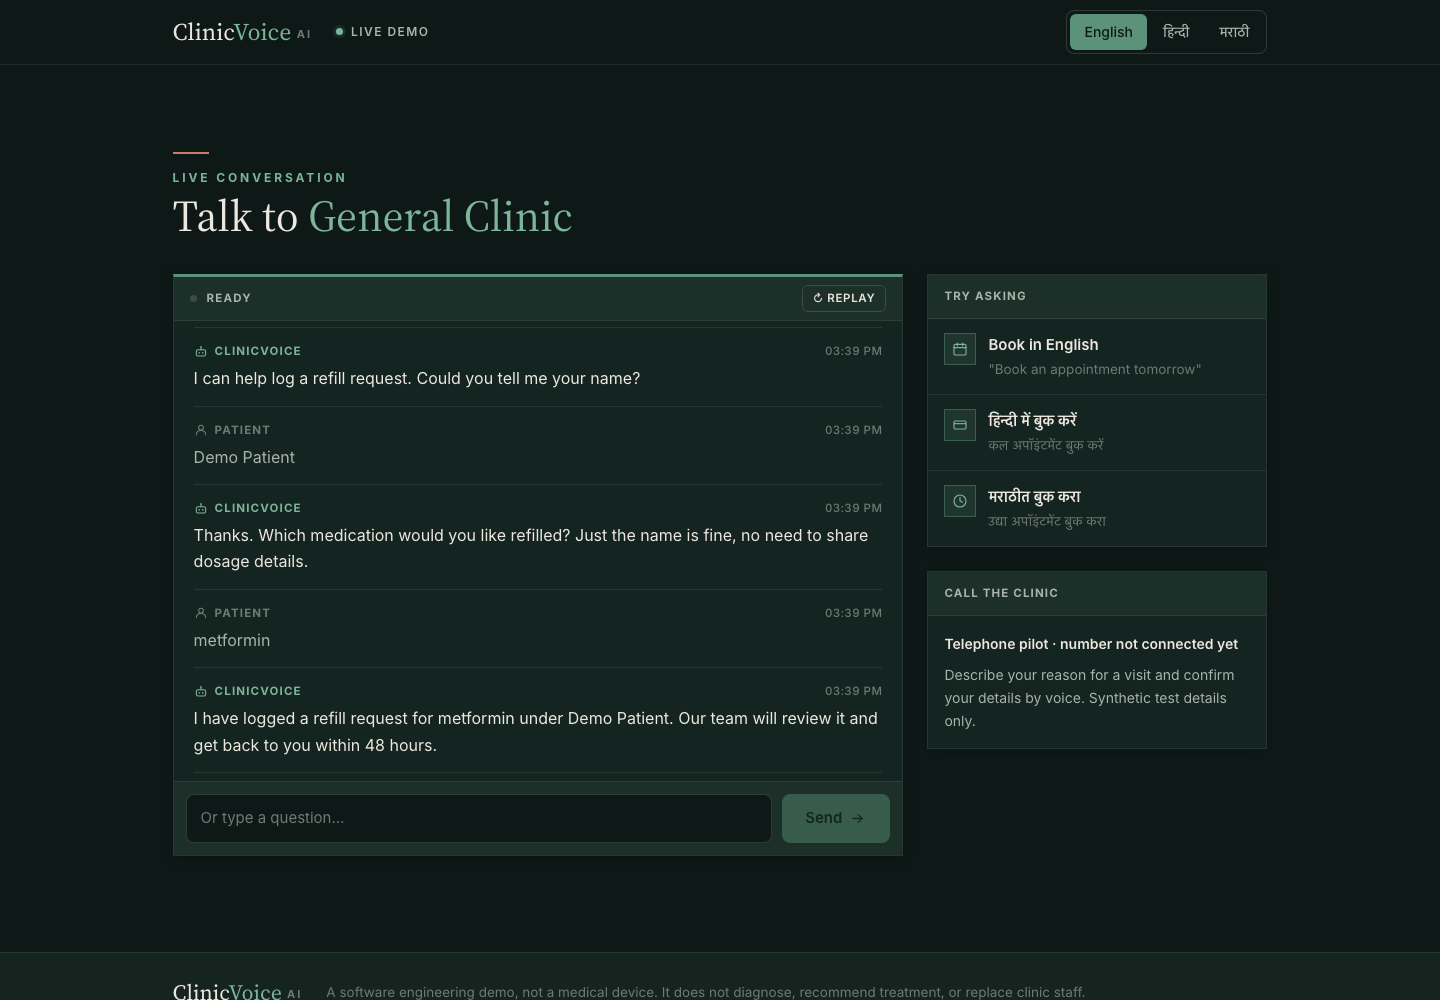 ClinicVoice AI
LIVE DEMO
English
हिन्दी
मराठी
LIVE CONVERSATION
Talk to General Clinic
READY
↻ REPLAY
CLINICVOICE 03:39 PM
I can help log a refill request. Could you tell me your name?
PATIENT 03:39 PM
Demo Patient
CLINICVOICE 03:39 PM
Thanks. Which medication would you like refilled? Just the name is fine, no need to share
dosage details.
PATIENT 03:39 PM
metformin
CLINICVOICE 03:39 PM
I have logged a refill request for metformin under Demo Patient. Our team will review it and
get back to you within 48 hours.
Or type a question...
Send →
TRY ASKING
Book in English
"Book an appointment tomorrow"
हिन्दी में बुक करें
कल अपॉइंटमेंट बुक करें
मराठीत बुक करा
उद्या अपॉइंटमेंट बुक करा
CALL THE CLINIC
Telephone pilot · number not connected yet
Describe your reason for a visit and confirm
your details by voice. Synthetic test details
only.
ClinicVoice AI
A software engineering demo, not a medical device. It does not diagnose, recommend treatment, or replace clinic staff.